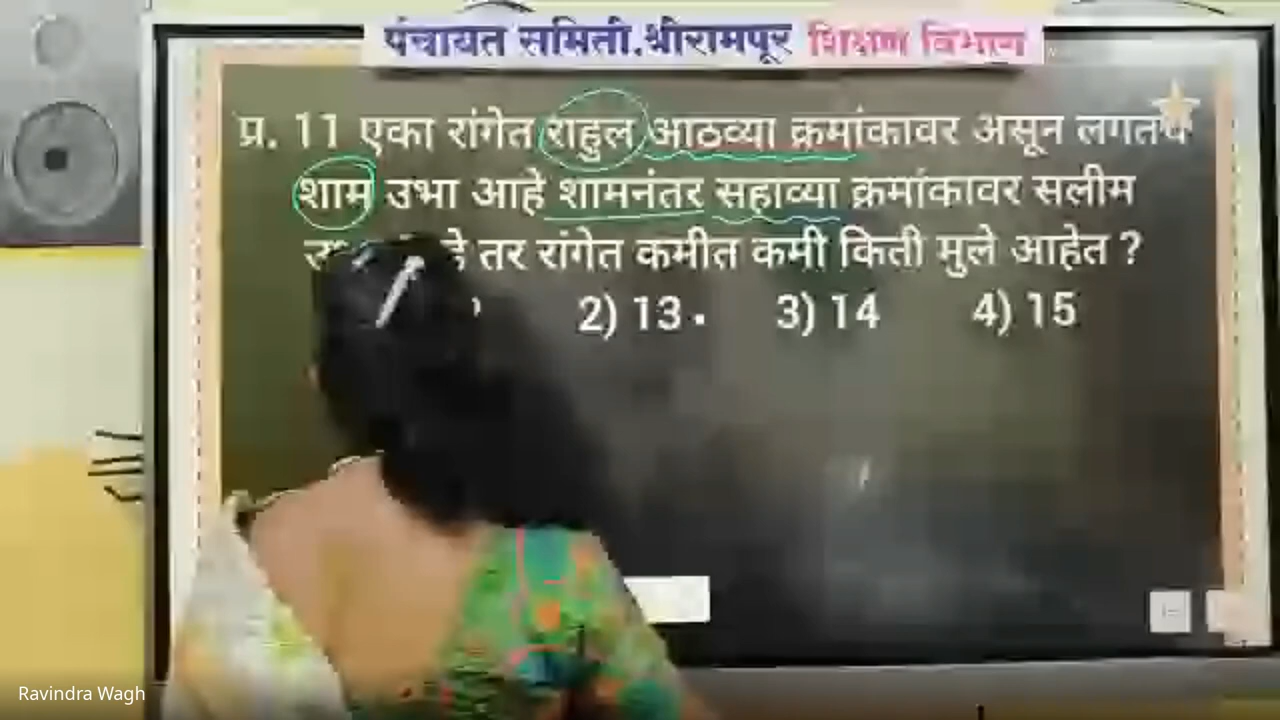 पंचायत समिती.श्रीरामपूर शिक्षण विभाग
प्र. 11 एका रांगेत राहुल आठव्या क्रमांकावर असून लगतच
शाम उभा आहे शामनंतर सहाव्या क्रमांकावर सलीम
तर रांगेत कमीत कमी किती मुले आहेत ?
2) 13 3) 14 4) 15
Ravindra Wagh